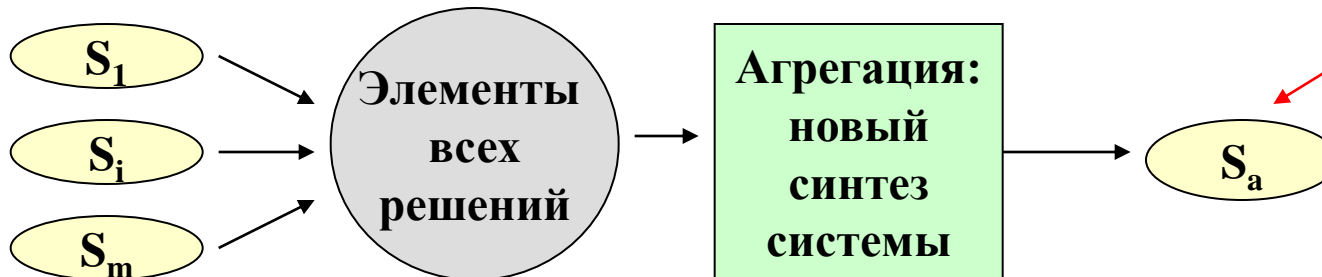 S₁
Sᵢ
Sₘ
Элементы
всех
решений
Агрегация:
новый
синтез
системы
Sₐ